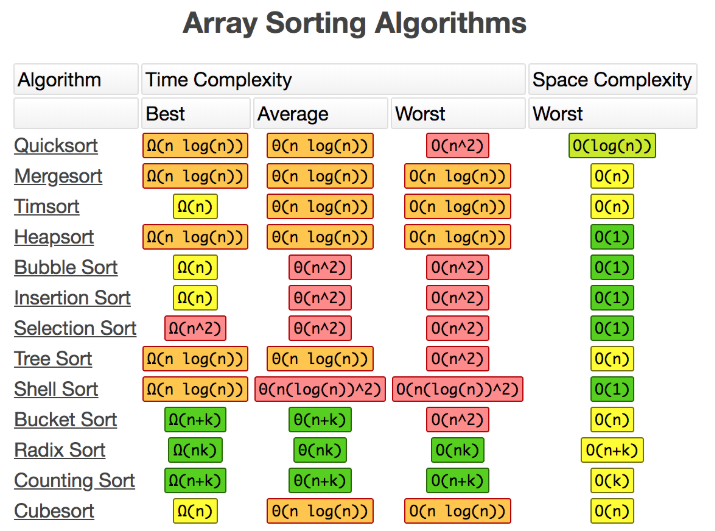 Array Sorting Algorithms
Algorithm Time Complexity Space Complexity
Best Average Worst Worst
Quicksort Ω(n log(n)) Θ(n log(n)) O(n^2) O(log(n))
Mergesort Ω(n log(n)) Θ(n log(n)) O(n log(n)) O(n)
Timsort Ω(n) Θ(n log(n)) O(n log(n)) O(n)
Heapsort Ω(n log(n)) Θ(n log(n)) O(n log(n)) O(1)
Bubble Sort Ω(n) Θ(n^2) O(n^2) O(1)
Insertion Sort Ω(n) Θ(n^2) O(n^2) O(1)
Selection Sort Ω(n^2) Θ(n^2) O(n^2) O(1)
Tree Sort Ω(n log(n)) Θ(n log(n)) O(n^2) O(n)
Shell Sort Ω(n log(n)) Θ(n(log(n))^2) O(n(log(n))^2) O(1)
Bucket Sort Ω(n+k) Θ(n+k) O(n^2) O(n)
Radix Sort Ω(nk) Θ(nk) O(nk) O(n+k)
Counting Sort Ω(n+k) Θ(n+k) O(n+k) O(k)
Cubesort Ω(n) Θ(n log(n)) O(n log(n)) O(n)